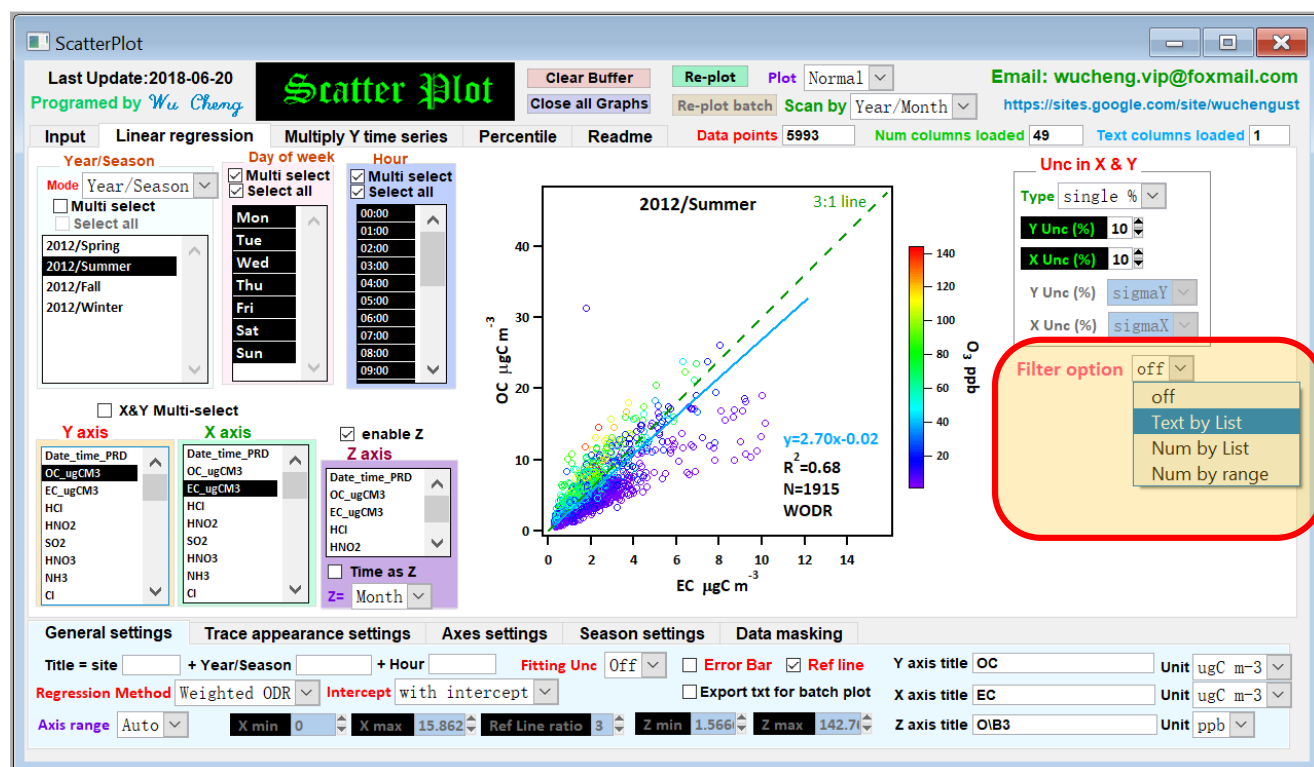 ScatterPlot
Last Update:2018-06-20
Programed by Wu Cheng
Scatter Plot
Clear Buffer
Close all Graphs
Re-plot
Plot Normal
Re-plot batch
Scan by Year/Month
Email: wucheng.vip@foxmail.com
https://sites.google.com/site/wuchengust
Input Linear regression Multiply Y time series Percentile Readme
Data points 5993 Num columns loaded 49 Text columns loaded 1
Year/Season
Mode Year/Season
Multi select
Select all
2012/Spring
2012/Summer
2012/Fall
2012/Winter
Day of week
Multi select
Select all
Mon
Tue
Wed
Thu
Fri
Sat
Sun
Hour
Multi select
Select all
00:00
01:00
02:00
03:00
04:00
05:00
06:00
07:00
08:00
09:00
X&Y Multi-select
Y axis
Date_time_PRD
OC_ugCM3
EC_ugCM3
HCl
HNO2
SO2
HNO3
NH3
Cl
X axis
Date_time_PRD
OC_ugCM3
EC_ugCM3
HCl
HNO2
SO2
HNO3
NH3
Cl
enable Z
Z axis
Date_time_PRD
OC_ugCM3
EC_ugCM3
HCl
HNO2
Time as Z
Z= Month
2012/Summer
3:1 line
40
30
20
10
0
OC µgC m-3
0 2 4 6 8 10 12 14
EC µgC m-3
y=2.70x-0.02
R2=0.68
N=1915
WODR
140
120
100
80
60
40
20
O3 ppb
Unc in X & Y
Type single %
Y Unc (%) 10
X Unc (%) 10
Y Unc (%) sigmaY
X Unc (%) sigmaX
Filter option off
off
Text by List
Num by List
Num by range
General settings Trace appearance settings Axes settings Season settings Data masking
Title = site + Year/Season + Hour Fitting Unc Off Error Bar Ref line Y axis title OC Unit ugC m-3
Regression Method Weighted ODR Intercept with intercept Export txt for batch plot X axis title EC Unit ugC m-3
Axis range Auto X min 0 X max 15.862 Ref Line ratio 3 Z min 1.566 Z max 142.7 Z axis title O\B3 Unit ppb